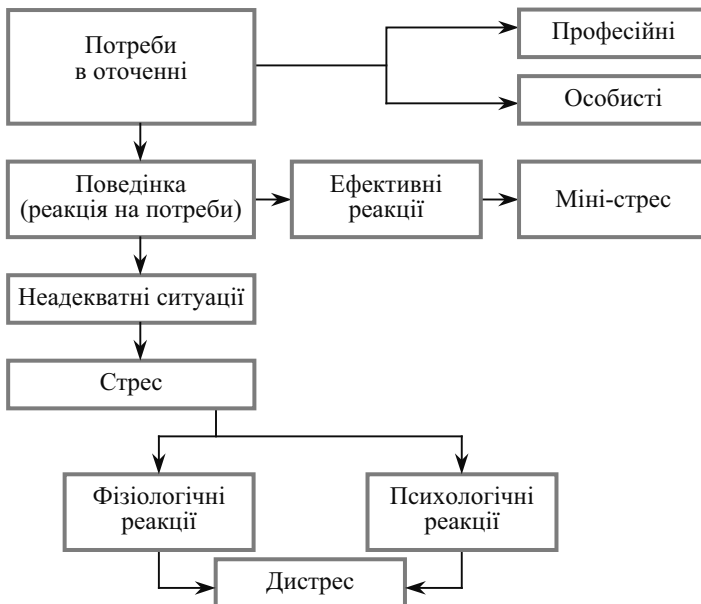 Потреби
в оточенні
Професійні
Особисті
Поведінка
(реакція на потреби)
Ефективні
реакції
Міні-стрес
Неадекватні ситуації
Стрес
Фізіологічні
реакції
Психологічні
реакції
Дистрес